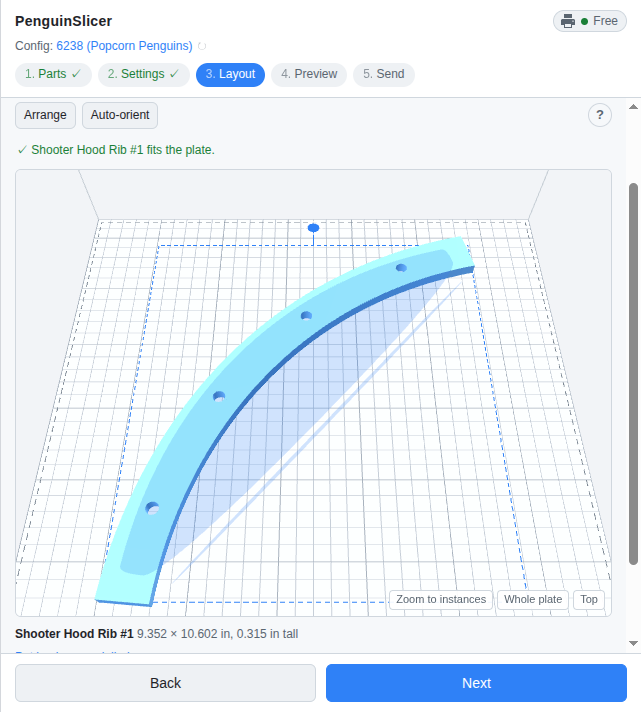 PenguinSlicer
Free
Config: 6238 (Popcorn Penguins)
1. Parts ✓
2. Settings ✓
3. Layout
4. Preview
5. Send
Arrange
Auto-orient
?
✓ Shooter Hood Rib #1 fits the plate.
Zoom to instances
Whole plate
Top
Shooter Hood Rib #1 9.352 × 10.602 in, 0.315 in tall
Back
Next